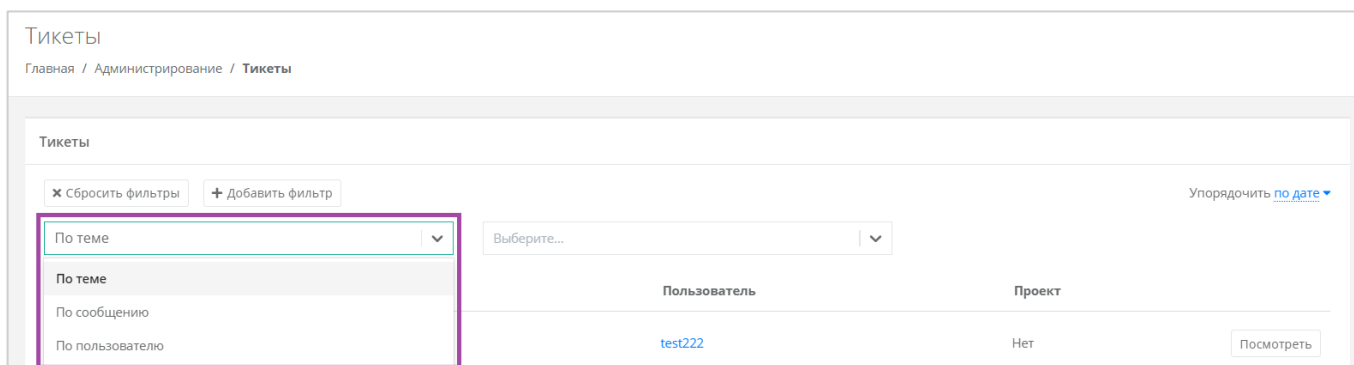 Тикеты
Главная / Администрирование / Тикеты
Тикеты
Сбросить фильтры Добавить фильтр Упорядочить по дате
По теме Выберите...
По теме
Пользователь Проект
По сообщению
По пользователю test222 Нет Посмотреть